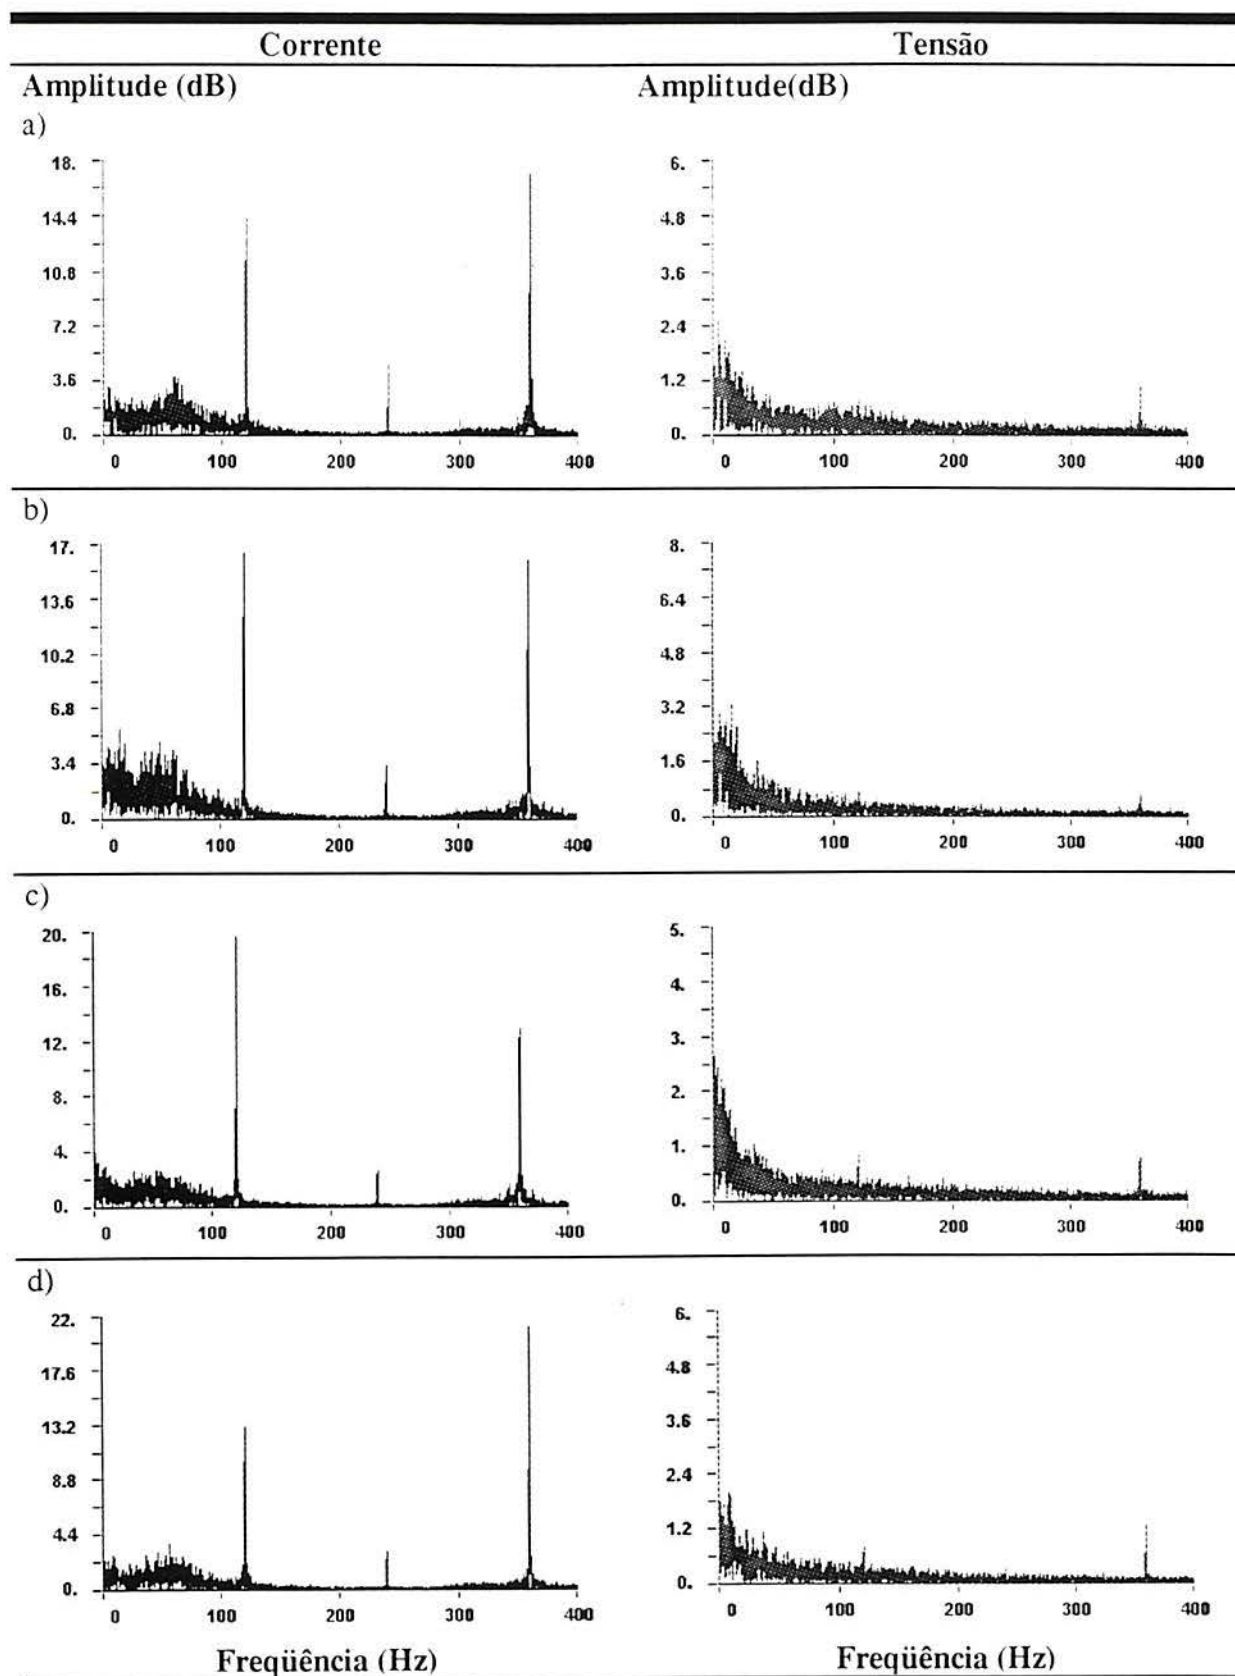 Corrente Tensão
Amplitude (dB) Amplitude(dB)
a)
18. 6.
14.4 4.8
10.8 3.6
7.2 2.4
3.6 1.2
0. 0.
0 100 200 300 400 0 100 200 300 400
b)
17. 8.
13.6 6.4
10.2 4.8
6.8 3.2
3.4 1.6
0. 0.
0 100 200 300 400 0 100 200 300 400
c)
20. 5.
16. 4.
12. 3.
8. 2.
4. 1.
0. 0.
0 100 200 300 400 0 100 200 300 400
d)
22. 6.
17.6 4.8
13.2 3.6
8.8 2.4
4.4 1.2
0. 0.
0 100 200 300 400 0 100 200 300 400
Freqüência (Hz) Freqüência (Hz)